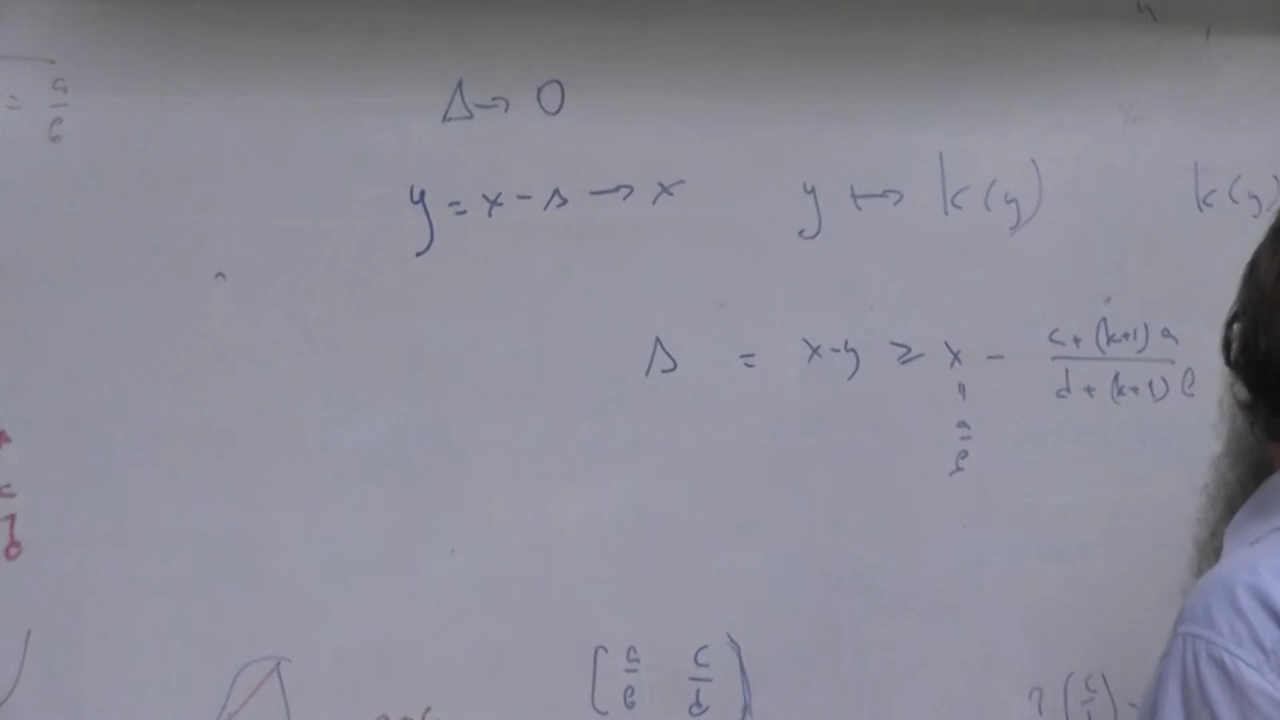 = a/b
Δ → 0
y = x - Δ → x    y ↦ k(y)    k(y)
Δ = x-y ≥ x - (c+(k+1)a)/(d+(k+1)b)
=
a/b
[a/b c/d)